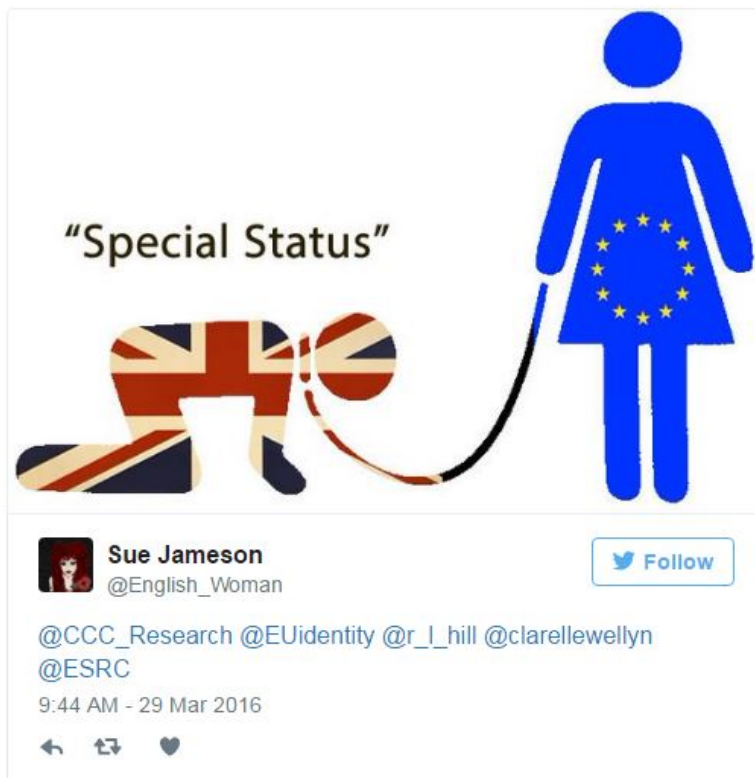 “Special Status”
Sue Jameson
@English_Woman
Follow
@CCC_Research @EUidentity @r_l_hill @clarellewellyn
@ESRC
9:44 AM - 29 Mar 2016